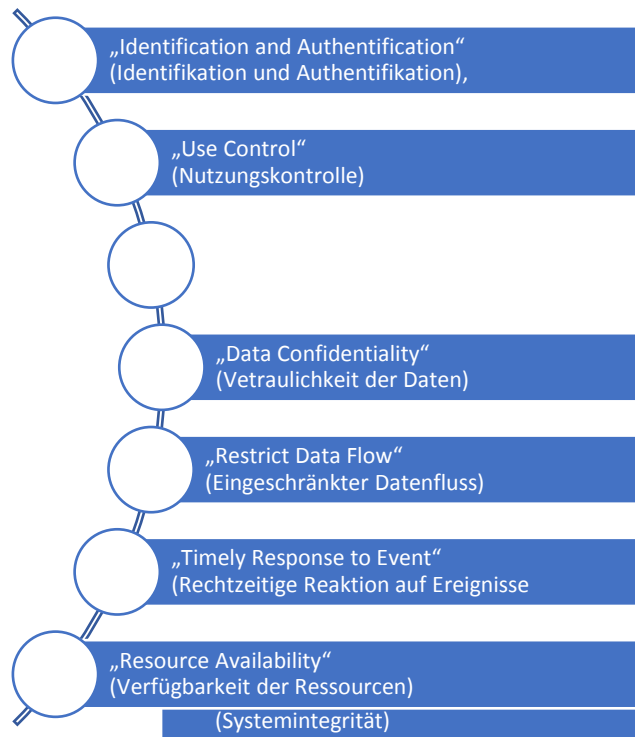 „Identification and Authentification“
(Identifikation und Authentifikation),
„Use Control“
(Nutzungskontrolle)
„Data Confidentiality“
(Vetraulichkeit der Daten)
„Restrict Data Flow“
(Eingeschränkter Datenfluss)
„Timely Response to Event“
(Rechtzeitige Reaktion auf Ereignisse
„Resource Availability“
(Verfügbarkeit der Ressourcen)
(Systemintegrität)